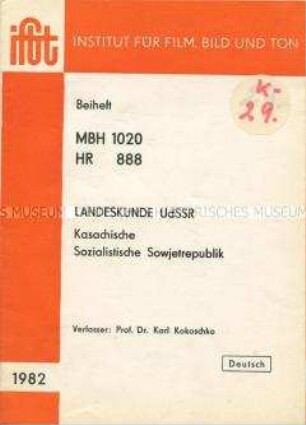 ifbt INSTITUT FÜR FILM, BILD UND TON
Beiheft
K-
29.
MBH 1020
HR 888
LANDESKUNDE UdSSR
Kasachische
Sozialistische Sowjetrepublik
Verfasser: Prof. Dr. Karl Kokoschko
Deutsch
1982